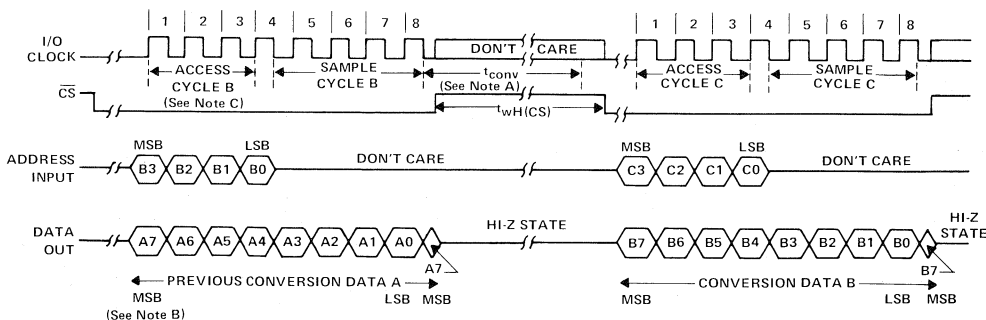 1 2 3 4 5 6 7 8 1 2 3 4 5 6 7 8
I/O
CLOCK
DON'T CARE
ACCESS
CYCLE B
(See Note C)
SAMPLE
CYCLE B
tconv
(See Note A)
ACCESS
CYCLE C
SAMPLE
CYCLE C
CS
twH(CS)
MSB LSB MSB LSB
ADDRESS
INPUT
B3 B2 B1 B0 DON'T CARE C3 C2 C1 C0 DON'T CARE
DATA
OUT
A7 A6 A5 A4 A3 A2 A1 A0 HI-Z STATE B7 B6 B5 B4 B3 B2 B1 B0 HI-Z
STATE
A7 B7
PREVIOUS CONVERSION DATA A CONVERSION DATA B
MSB LSB MSB MSB LSB MSB
(See Note B)